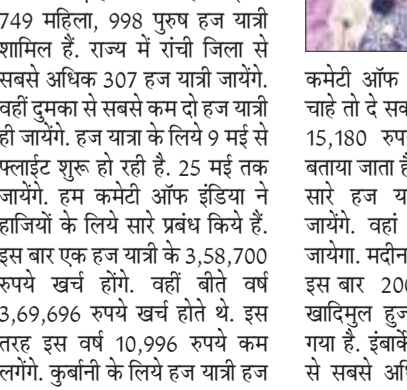 749 महिला, 998 पुरुष हज यात्री
शामिल हैं. राज्य में रांची जिला से
सबसे अधिक 307 हज यात्री जायेंगे.
वहीं दुमका से सबसे कम दो हज यात्री
ही जायेंगे. हज यात्रा के लिये 9 मई से
फ्लाईट शुरू हो रही है. 25 मई तक
जायेंगे. हम कमेटी ऑफ इंडिया ने
हाजियों के लिये सारे प्रबंध किये हैं.
इस बार एक हज यात्री के 3,58,700
रुपये खर्च होंगे. वहीं बीते वर्ष
3,69,696 रुपये खर्च होते थे. इस
तरह इस वर्ष 10,996 रुपये कम
लगेंगे. कुर्बानी के लिये हज यात्री हज
कमेटी ऑफ
चाहे तो दे
15,180
बताया जाता
सारे हज
जायेंगे. वहां
जायेगा.
इस बार
खादिमुल
गया है.
से सबसे